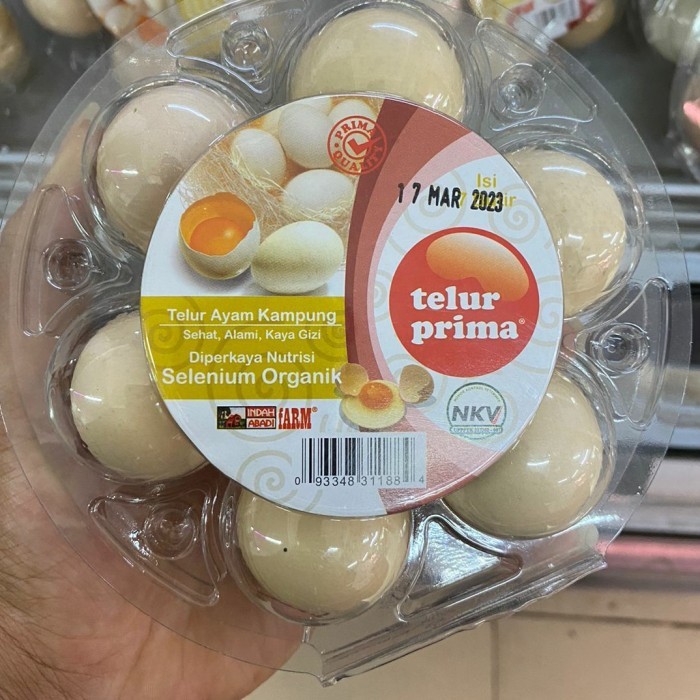 PRIMA
QUALITY
Isi
17 MAR 2023
telur
prima®
Telur Ayam Kampung
Sehat, Alami, Kaya Gizi
Diperkaya Nutrisi
Selenium Organik
INDAH
ABADI
FARM®
NKV
0 93348 31188 4